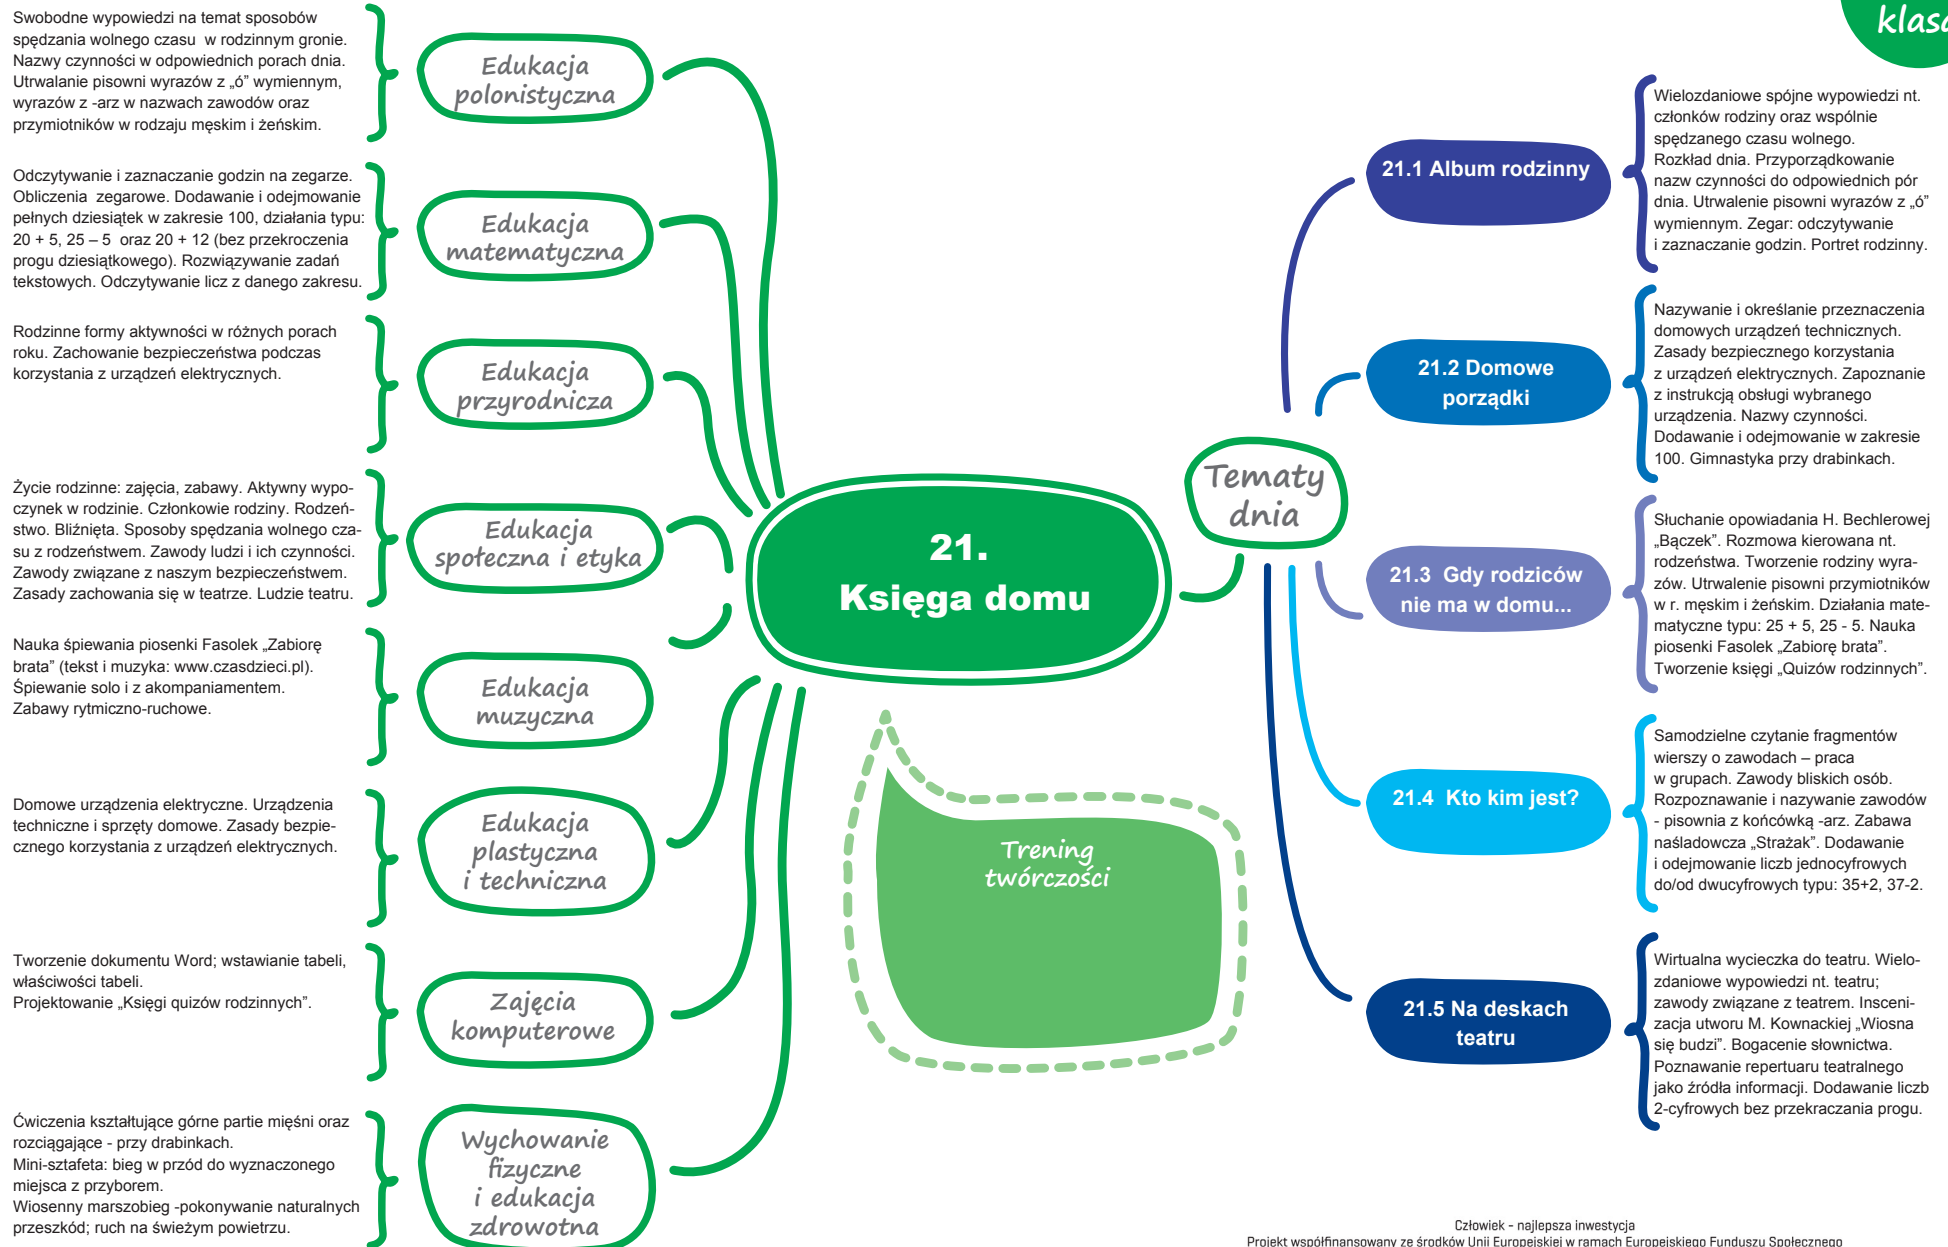 Swobodne wypowiedzi na temat sposobów
spędzania wolnego czasu  w rodzinnym gronie.
Nazwy czynności w odpowiednich porach dnia.
Utrwalanie pisowni wyrazów z „ó” wymiennym,
wyrazów z -arz w nazwach zawodów oraz
przymiotników w rodzaju męskim i żeńskim.
Edukacja
polonistyczna
Odczytywanie i zaznaczanie godzin na zegarze.
Obliczenia  zegarowe. Dodawanie i odejmowanie
pełnych dziesiątek w zakresie 100, działania typu:
20 + 5, 25 – 5  oraz 20 + 12 (bez przekroczenia
progu dziesiątkowego). Rozwiązywanie zadań
tekstowych. Odczytywanie licz z danego zakresu.
Edukacja
matematyczna
Rodzinne formy aktywności w różnych porach
roku. Zachowanie bezpieczeństwa podczas
korzystania z urządzeń elektrycznych.
Edukacja
przyrodnicza
Życie rodzinne: zajęcia, zabawy. Aktywny wypo-
czynek w rodzinie. Członkowie rodziny. Rodzeń-
stwo. Bliźnięta. Sposoby spędzania wolnego cza-
su z rodzeństwem. Zawody ludzi i ich czynności.
Zawody związane z naszym bezpieczeństwem.
Zasady zachowania się w teatrze. Ludzie teatru.
Edukacja
społeczna i etyka
Nauka śpiewania piosenki Fasolek „Zabiorę
brata” (tekst i muzyka: www.czasdzieci.pl).
Śpiewanie solo i z akompaniamentem.
Zabawy rytmiczno-ruchowe.
Edukacja
muzyczna
Domowe urządzenia elektryczne. Urządzenia
techniczne i sprzęty domowe. Zasady bezpie-
cznego korzystania z urządzeń elektrycznych.
Edukacja
plastyczna
i techniczna
Tworzenie dokumentu Word; wstawianie tabeli,
właściwości tabeli.
Projektowanie „Księgi quizów rodzinnych”.
Zajęcia
komputerowe
Ćwiczenia kształtujące górne partie mięśni oraz
rozciągające - przy drabinkach.
Mini-sztafeta: bieg w przód do wyznaczonego
miejsca z przyborem.
Wiosenny marszobieg -pokonywanie naturalnych
przeszkód; ruch na świeżym powietrzu.
Wychowanie
fizyczne
i edukacja
zdrowotna
21.
Księga domu
Trening
twórczości
Tematy
dnia
klasa
21.1 Album rodzinny
Wielozdaniowe spójne wypowiedzi nt.
członków rodziny oraz wspólnie
spędzanego czasu wolnego.
Rozkład dnia. Przyporządkowanie
nazw czynności do odpowiednich pór
dnia. Utrwalenie pisowni wyrazów z „ó”
wymiennym. Zegar: odczytywanie
i zaznaczanie godzin. Portret rodzinny.
21.2 Domowe
porządki
Nazywanie i określanie przeznaczenia
domowych urządzeń technicznych.
Zasady bezpiecznego korzystania
z urządzeń elektrycznych. Zapoznanie
z instrukcją obsługi wybranego
urządzenia. Nazwy czynności.
Dodawanie i odejmowanie w zakresie
100. Gimnastyka przy drabinkach.
21.3  Gdy rodziców
nie ma w domu...
Słuchanie opowiadania H. Bechlerowej
„Bączek”. Rozmowa kierowana nt.
rodzeństwa. Tworzenie rodziny wyra-
zów. Utrwalenie pisowni przymiotników
w r. męskim i żeńskim. Działania mate-
matyczne typu: 25 + 5, 25 - 5. Nauka
piosenki Fasolek „Zabiorę brata”.
Tworzenie księgi „Quizów rodzinnych”.
21.4  Kto kim jest?
Samodzielne czytanie fragmentów
wierszy o zawodach – praca
w grupach. Zawody bliskich osób.
Rozpoznawanie i nazywanie zawodów
- pisownia z końcówką -arz. Zabawa
naśladowcza „Strażak”. Dodawanie
i odejmowanie liczb jednocyfrowych
do/od dwucyfrowych typu: 35+2, 37-2.
21.5 Na deskach
teatru
Wirtualna wycieczka do teatru. Wielo-
zdaniowe wypowiedzi nt. teatru;
zawody związane z teatrem. Insceni-
zacja utworu M. Kownackiej „Wiosna
się budzi”. Bogacenie słownictwa.
Poznawanie repertuaru teatralnego
jako źródła informacji. Dodawanie liczb
2-cyfrowych bez przekraczania progu.
Człowiek - najlepsza inwestycja
Projekt współfinansowany ze środków Unii Europejskiej w ramach Europejskiego Funduszu Społecznego